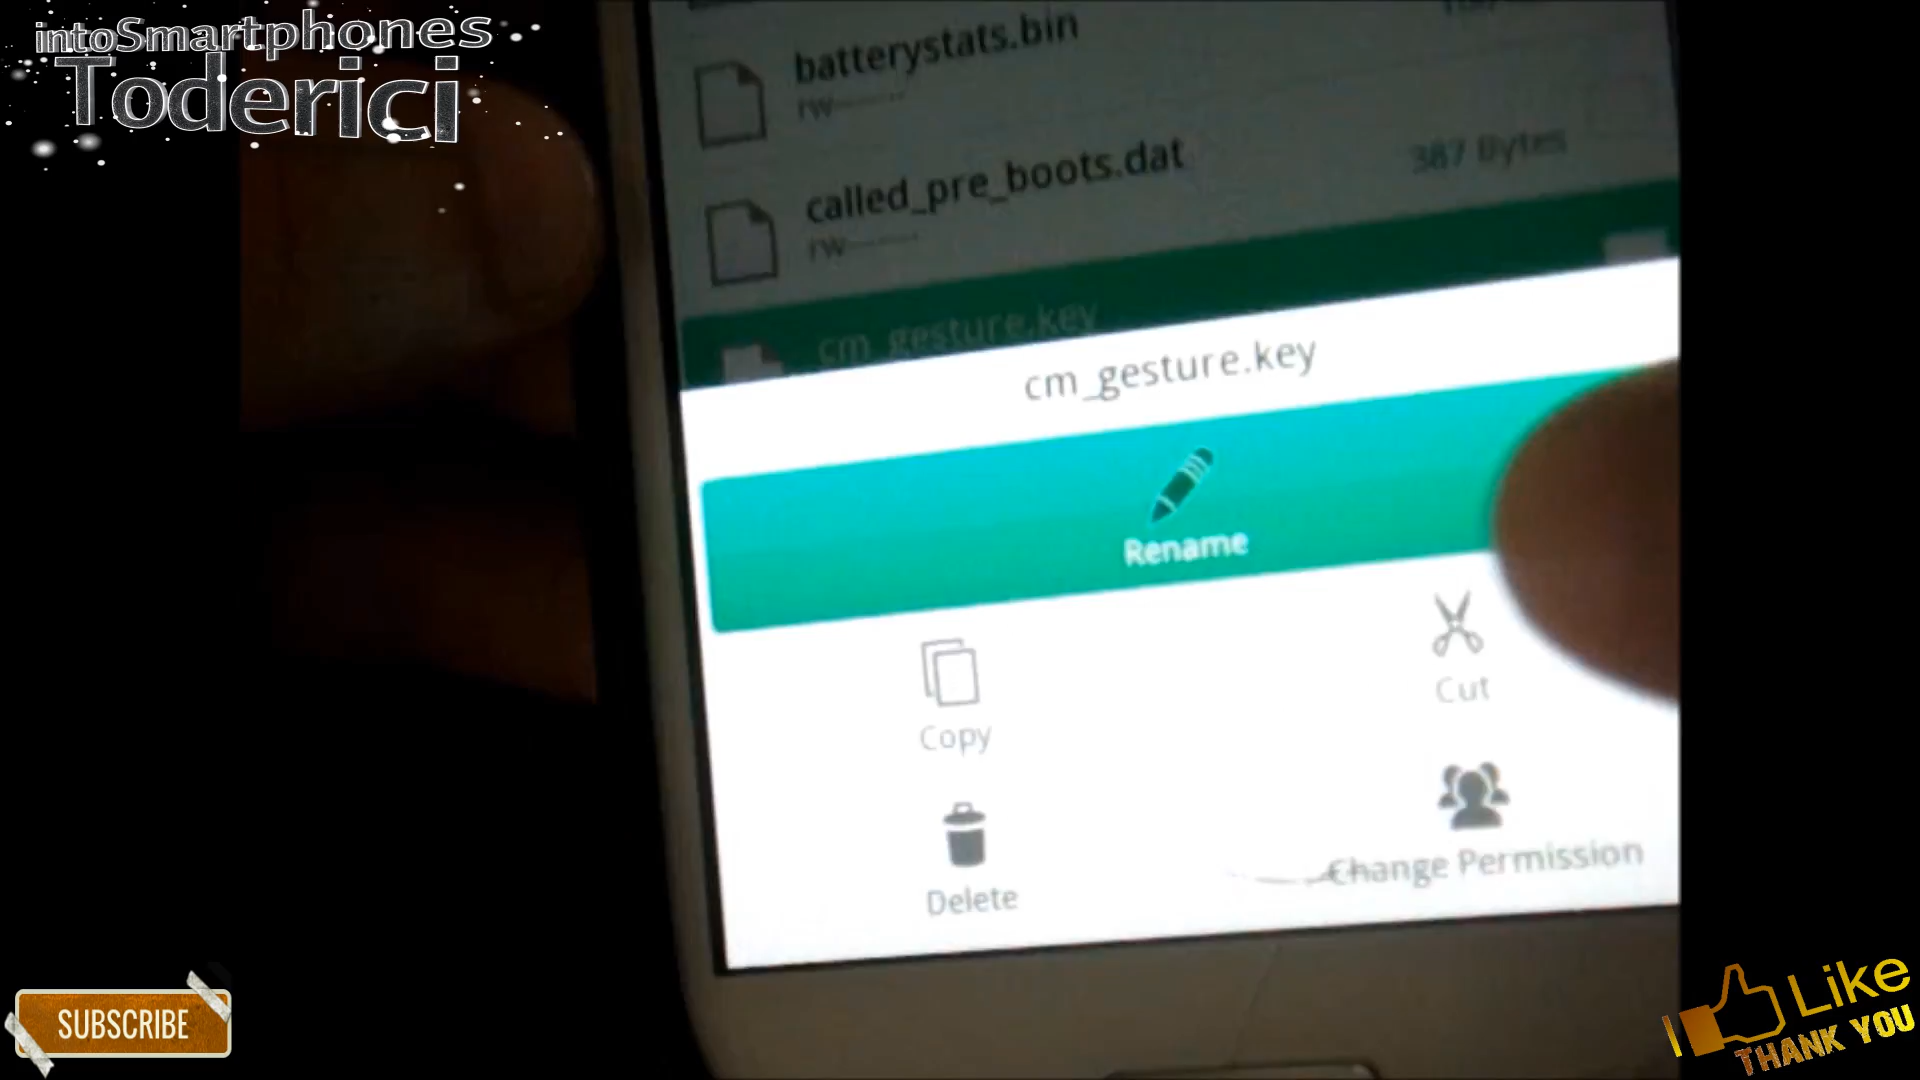 intoSmartphones
Toderici
batterystats.bin
rw-------
called_pre_boots.dat
387 Bytes
rw-------
cm_gesture.key
cm_gesture.key
Rename
Copy
Cut
Delete
Change Permission
SUBSCRIBE
Like
THANK YOU